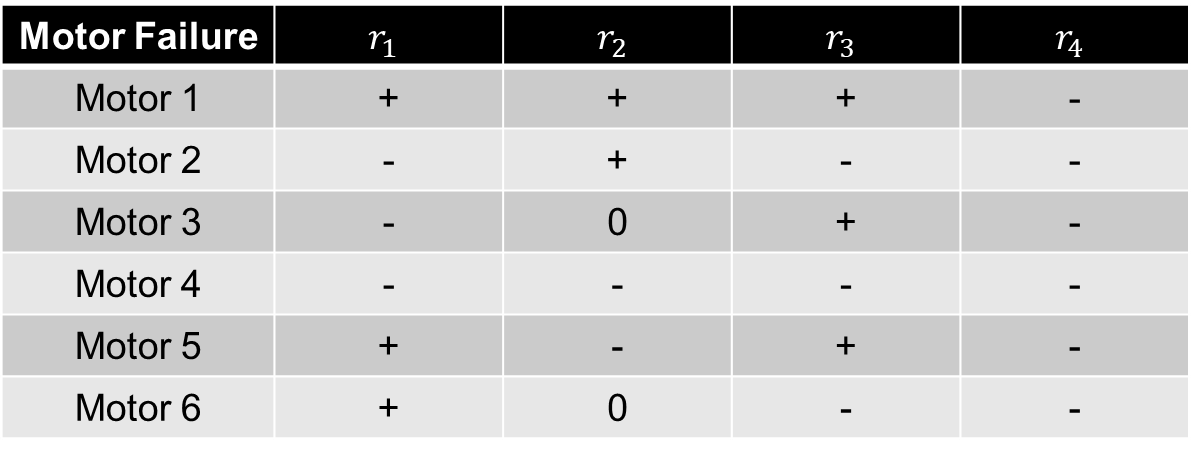 Motor Failure r₁ r₂ r₃ r₄
Motor 1 + + + -
Motor 2 - + - -
Motor 3 - 0 + -
Motor 4 - - - -
Motor 5 + - + -
Motor 6 + 0 - -